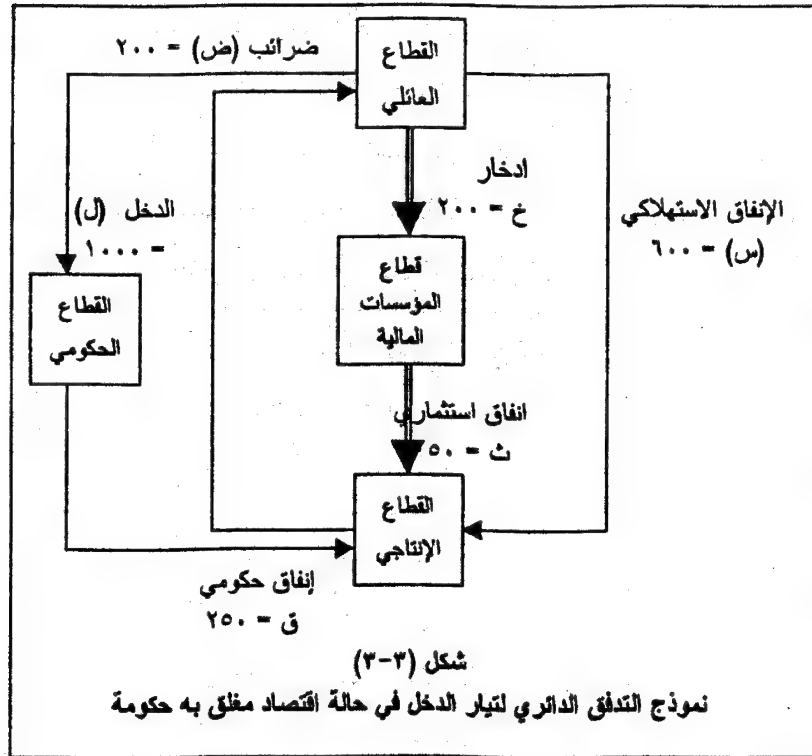 ضرائب (ض) = ٢٠٠
القطاع
العائلي
ادخار
خ = ٢٠٠
الإنفاق الاستهلاكي
(س) = ٦٠٠
الدخل (ل)
= ١٠٠٠
القطاع
الحكومي
قطاع
المؤسسات
المالية
انفاق استثماري
ث = ٥٠
القطاع
الإنتاجي
إنفاق حكومي
ق = ٢٥٠
شكل (٣-٣)
نموذج التدفق الدائري لتيار الدخل في حالة اقتصاد مغلق به حكومة